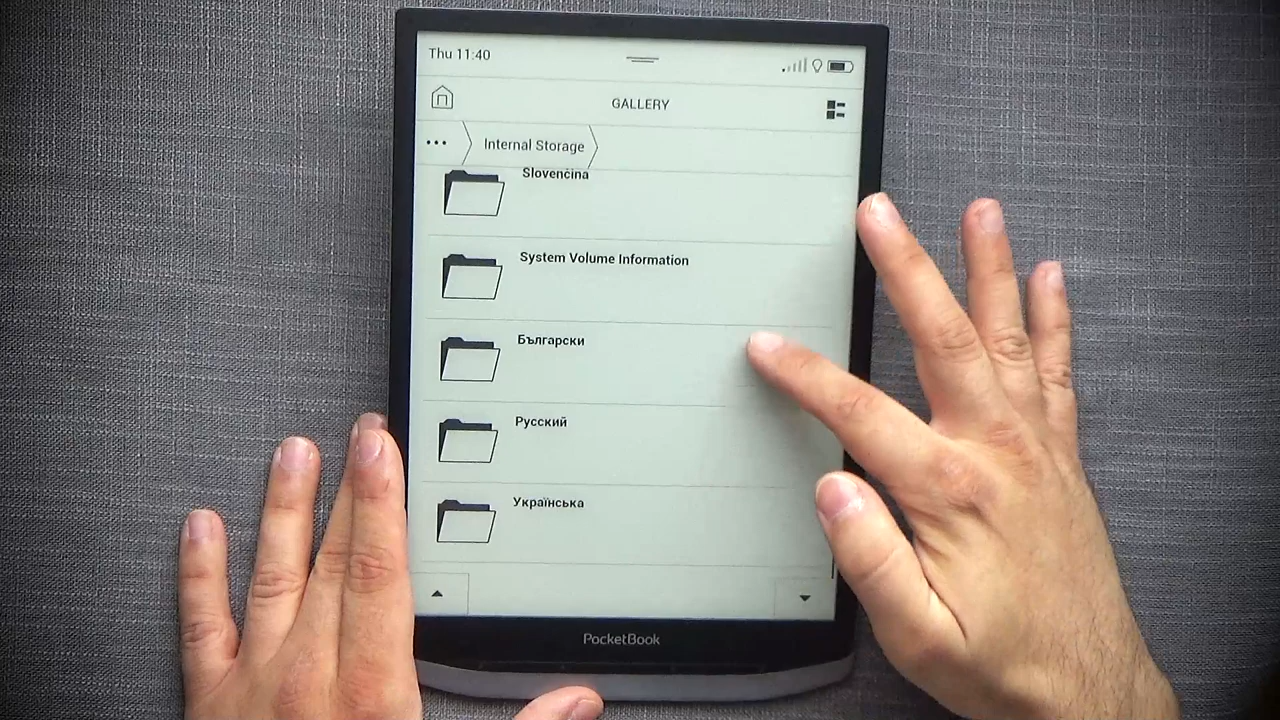 Thu 11:40
GALLERY
Internal Storage
Slovenčina
System Volume Information
Български
Русский
Українська
PocketBook